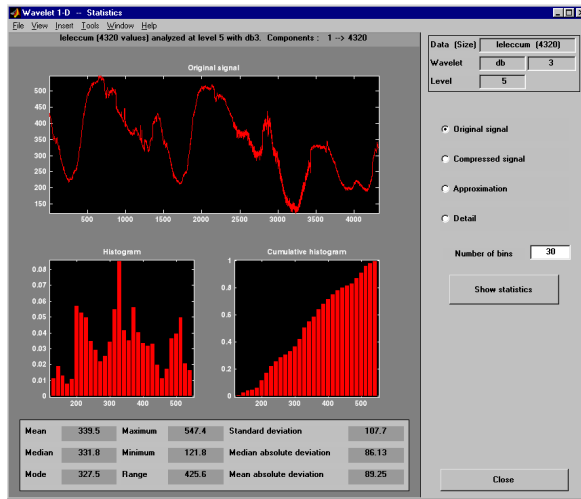 Wavelet 1-D -- Statistics
File View Insert Tools Window Help
leleccum (4320 values) analyzed at level 5 with db3. Components : 1 --> 4320
Original signal
500
450
400
350
300
250
200
150
500 1000 1500 2000 2500 3000 3500 4000
Histogram
0.08
0.07
0.06
0.05
0.04
0.03
0.02
0.01
0
200 300 400 500
Cumulative histogram
1
0.8
0.6
0.4
0.2
0
200 300 400 500
Mean 339.5 Maximum 547.4 Standard deviation 107.7
Median 331.8 Minimum 121.8 Median absolute deviation 86.13
Mode 327.5 Range 425.6 Mean absolute deviation 89.25
Data (Size) leleccum (4320)
Wavelet db 3
Level 5
Original signal
Compressed signal
Approximation
Detail
Number of bins 30
Show statistics
Close